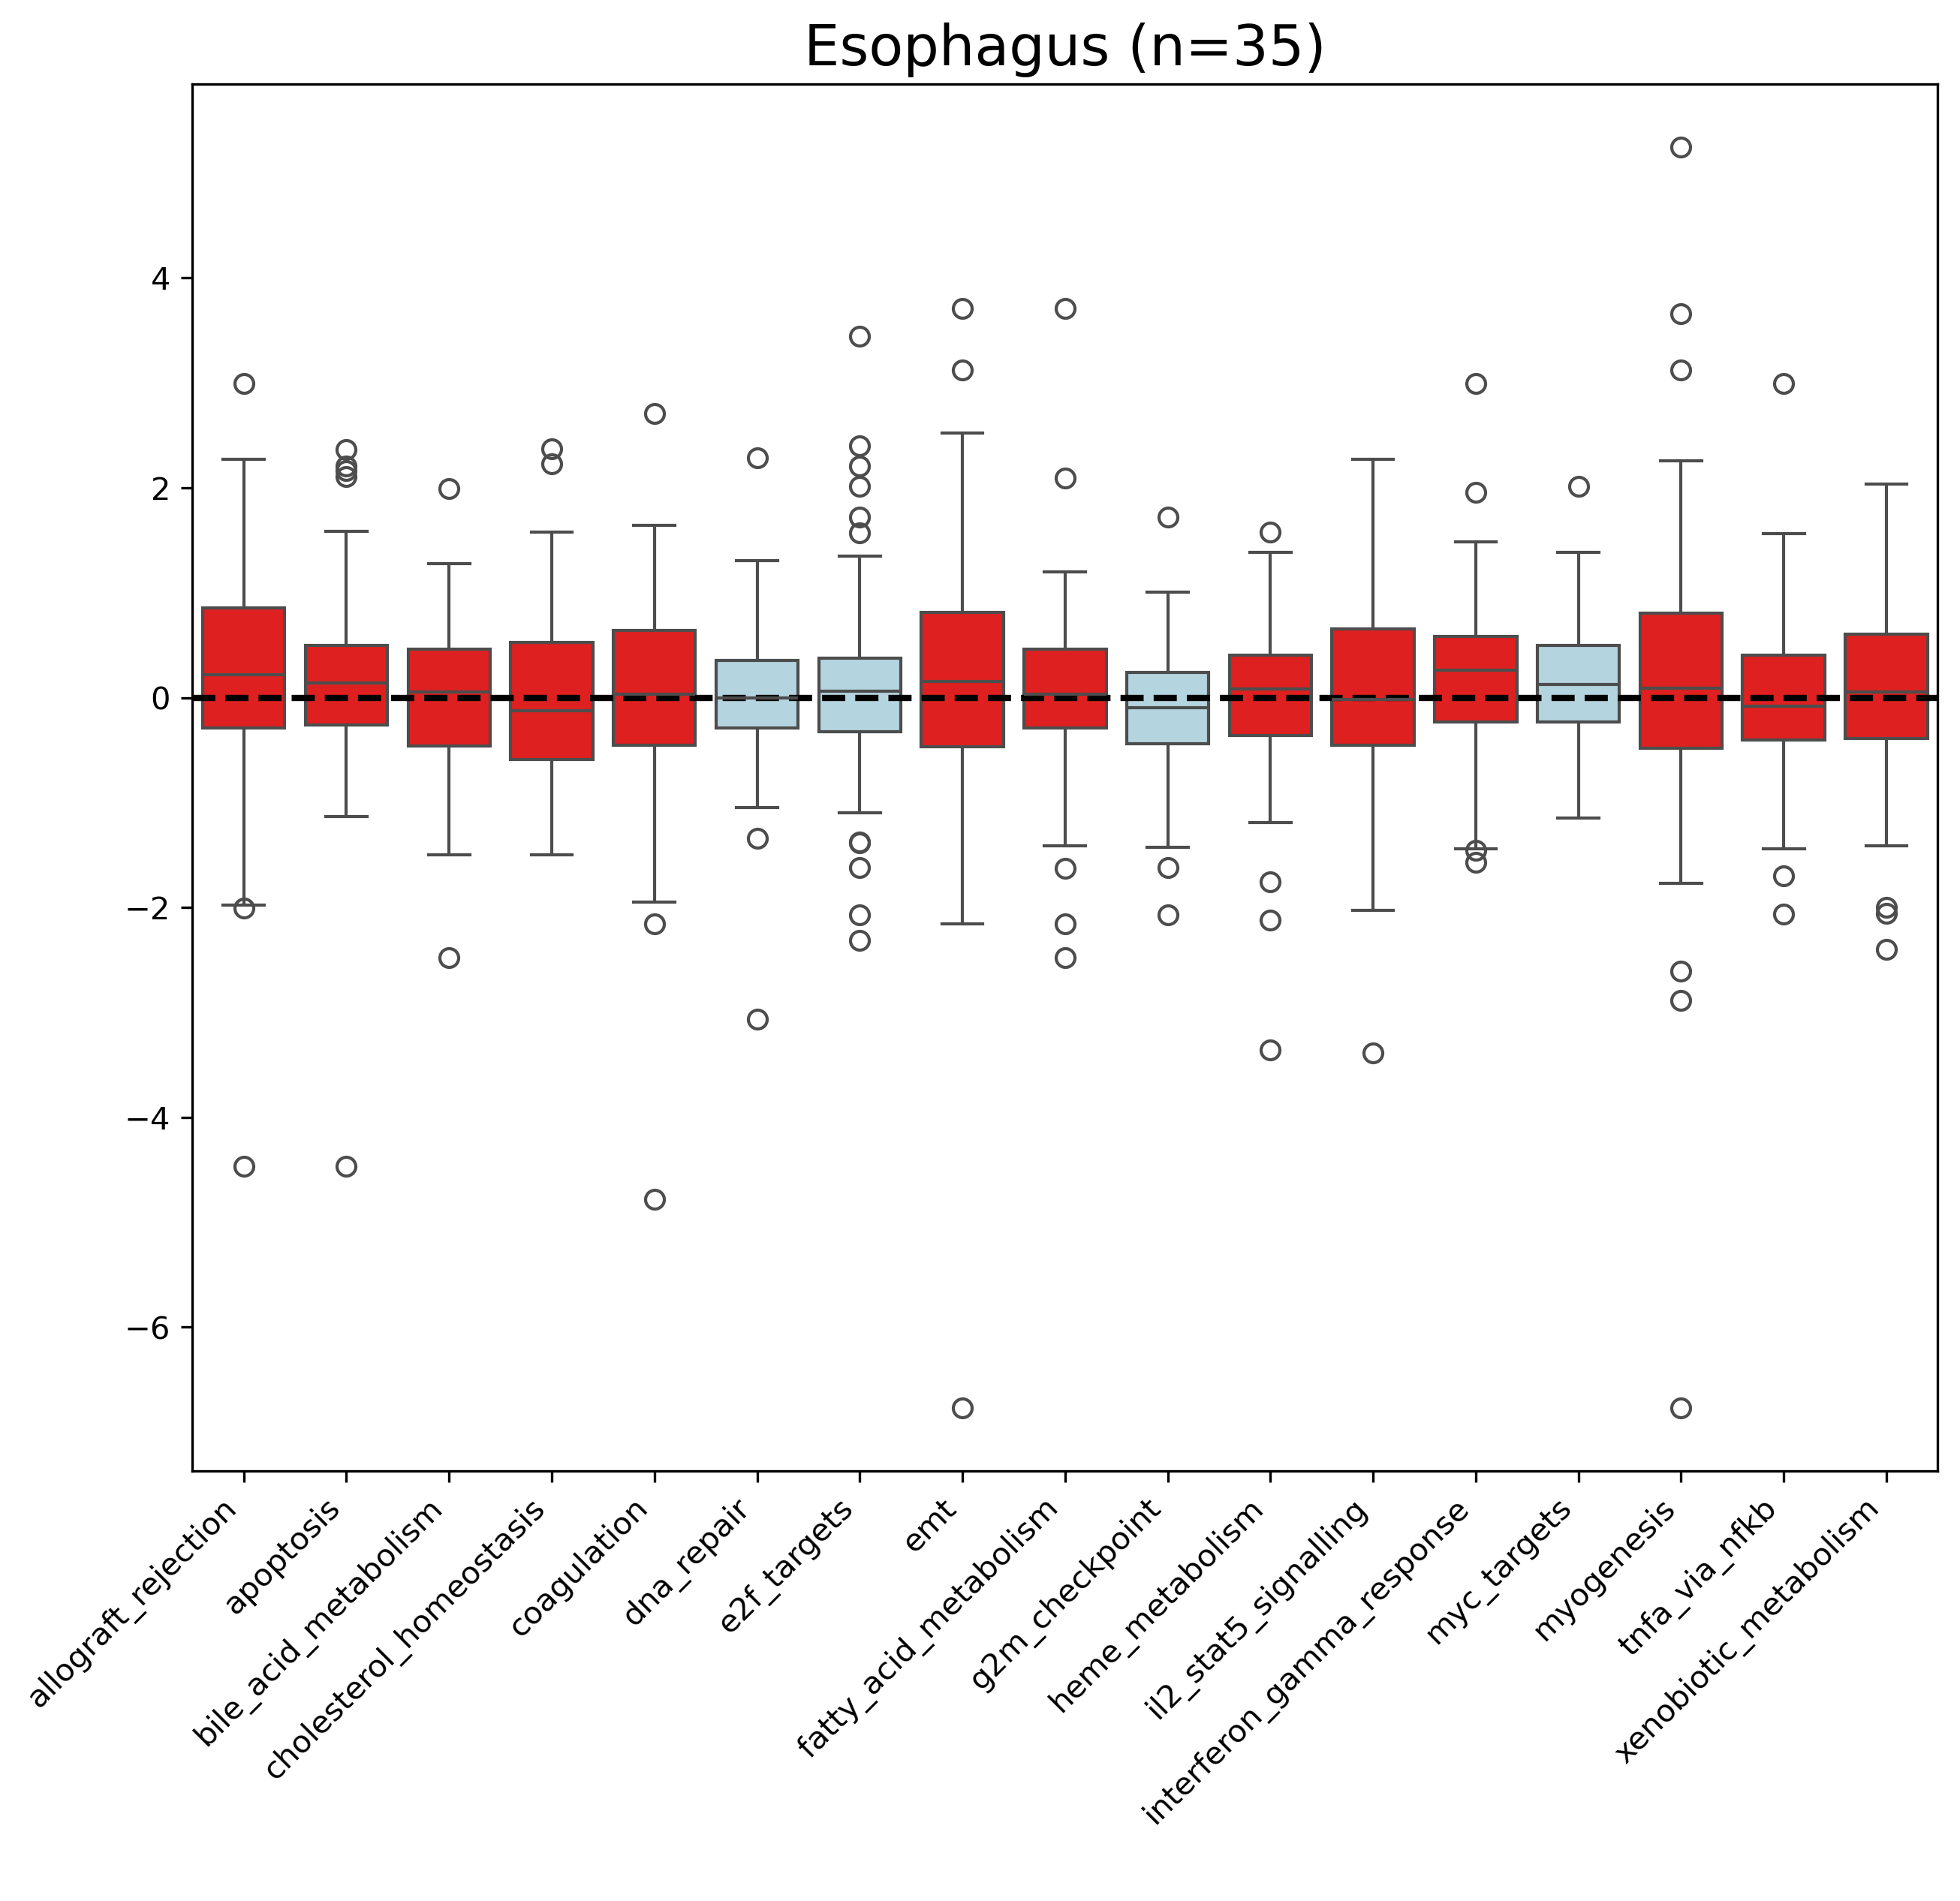 Esophagus (n=35)
4
2
0
−2
−4
−6
allograft_rejection
apoptosis
bile_acid_metabolism
cholesterol_homeostasis
coagulation
dna_repair
e2f_targets
emt
fatty_acid_metabolism
g2m_checkpoint
heme_metabolism
il2_stat5_signalling
interferon_gamma_response
myc_targets
myogenesis
tnfa_via_nfkb
xenobiotic_metabolism